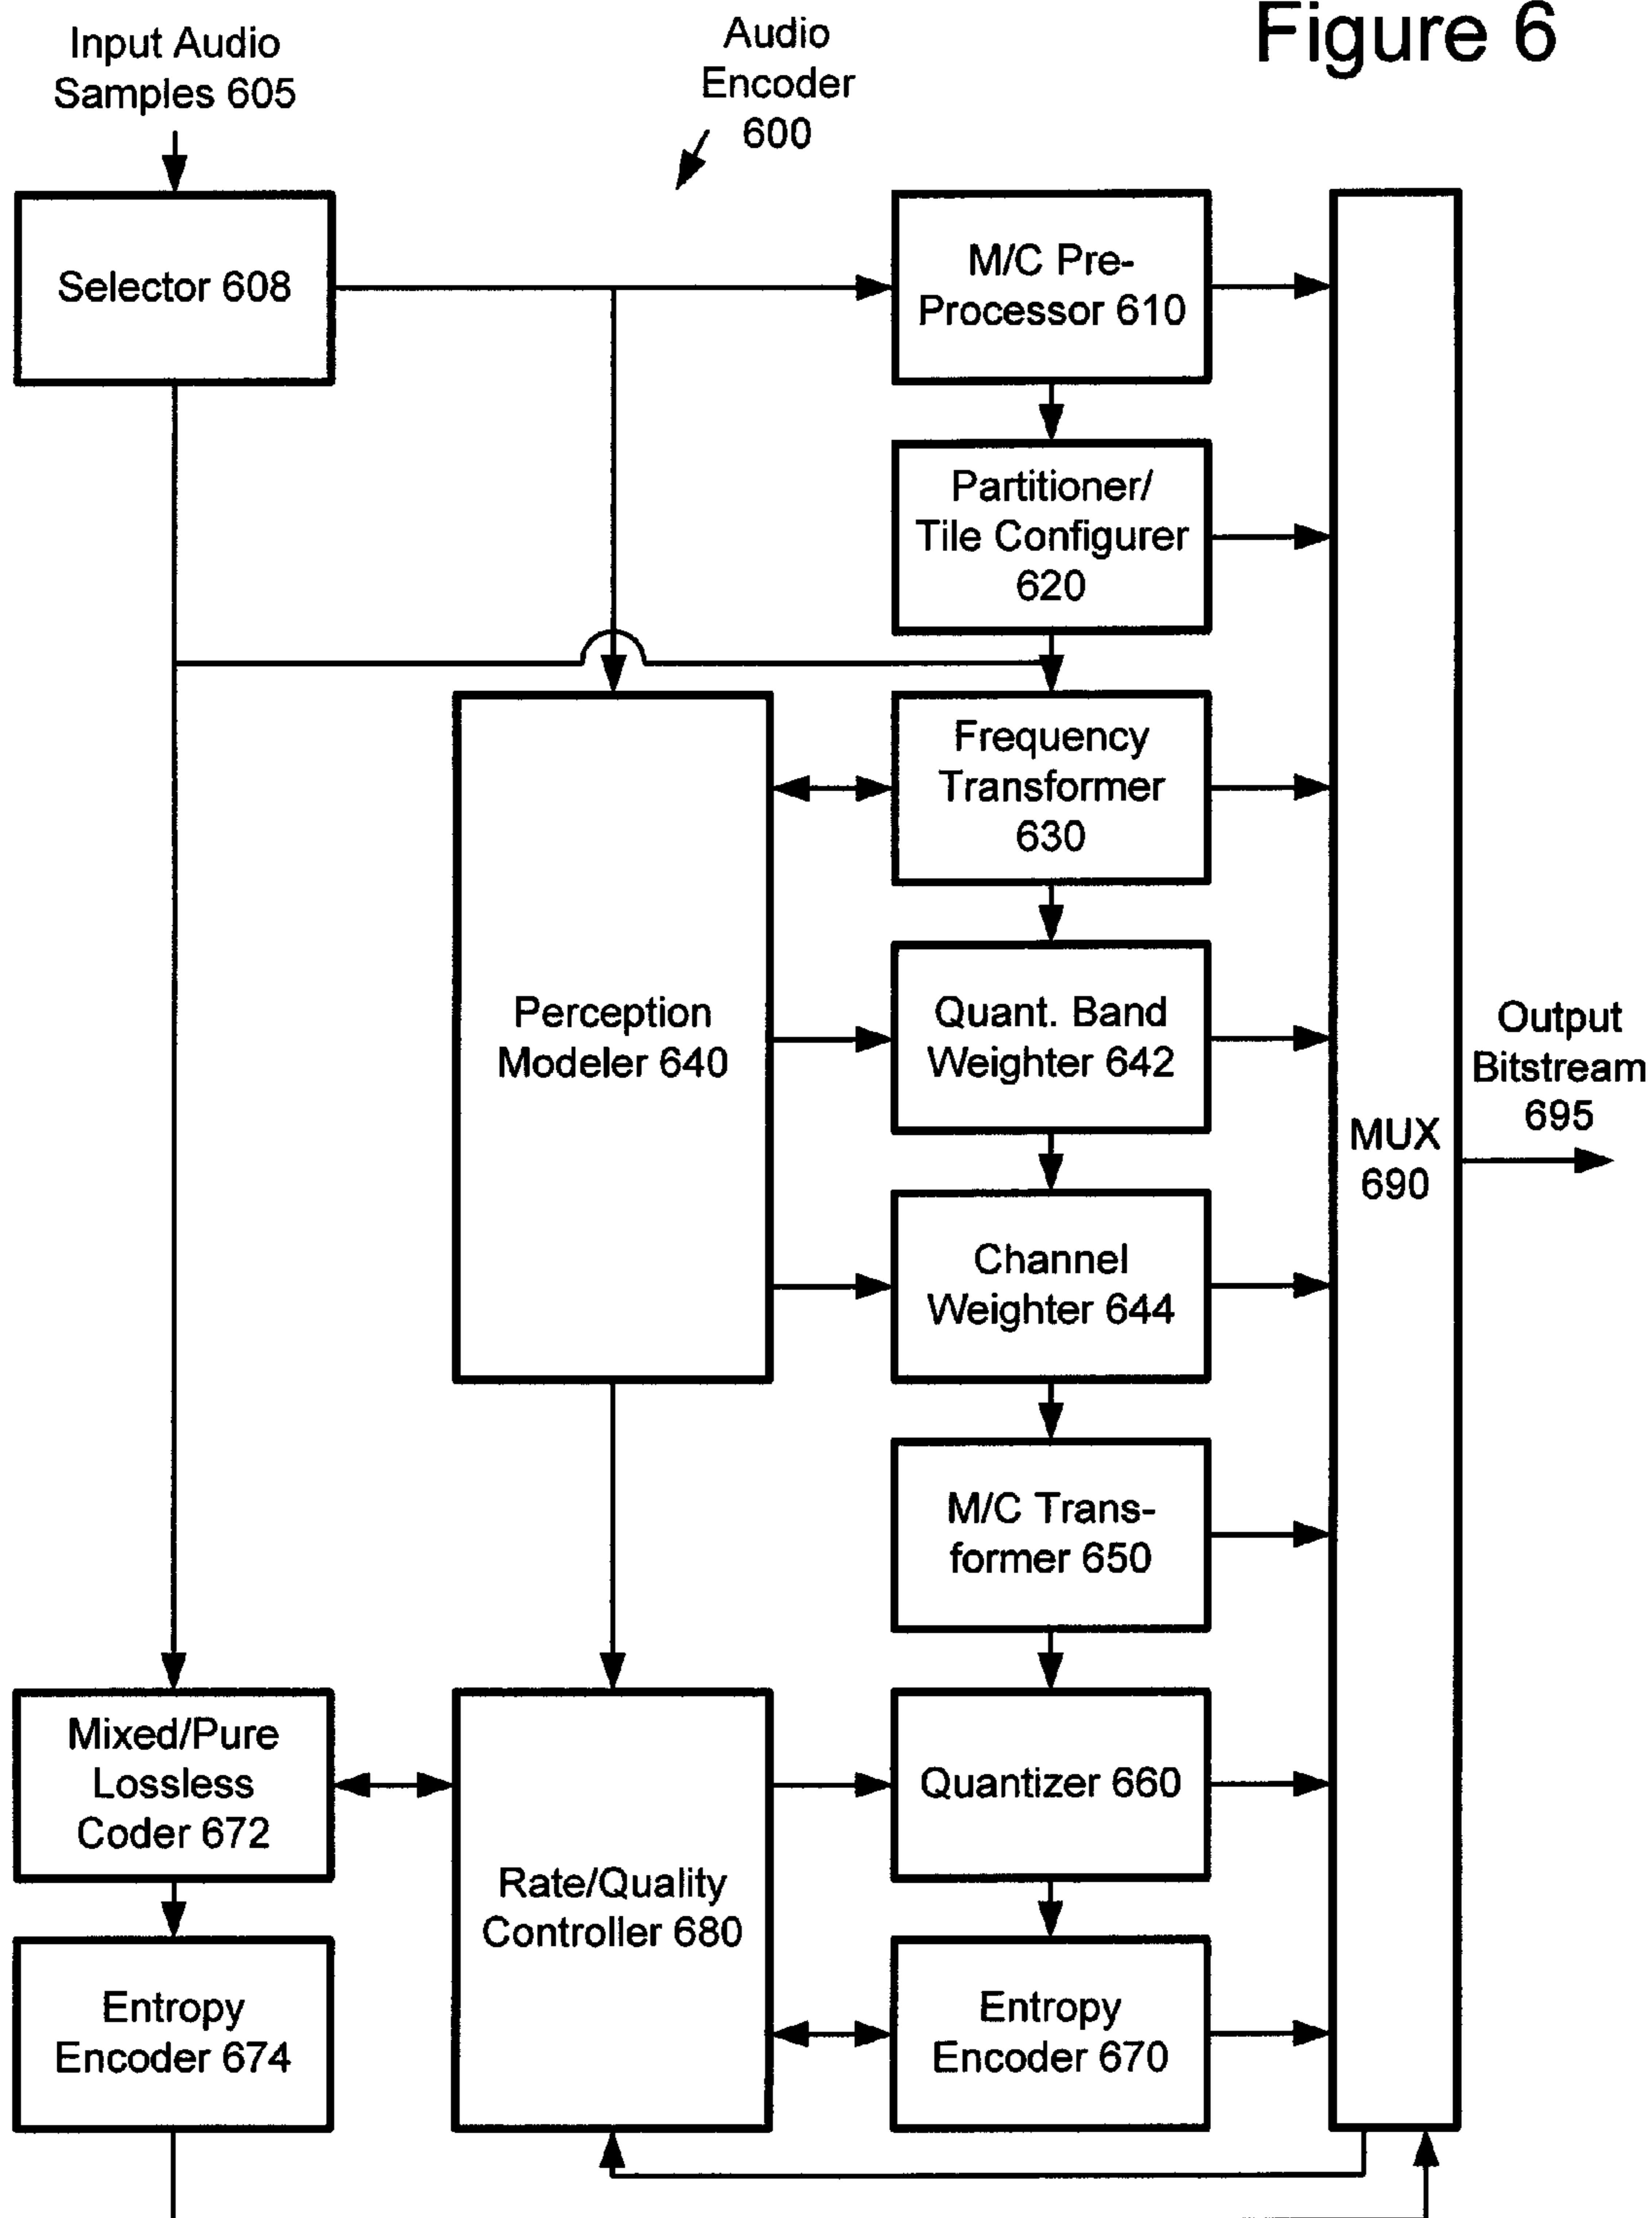 Figure 6
Input Audio
Samples 605
Audio
Encoder
600
Selector 608
M/C Pre-
Processor 610
Partitioner/
Tile Configurer
620
Frequency
Transformer
630
Perception
Modeler 640
Quant. Band
Weighter 642
Output
Bitstream
695
MUX
690
Channel
Weighter 644
M/C Trans-
former 650
Mixed/Pure
Lossless
Coder 672
Quantizer 660
Rate/Quality
Controller 680
Entropy
Encoder 674
Entropy
Encoder 670